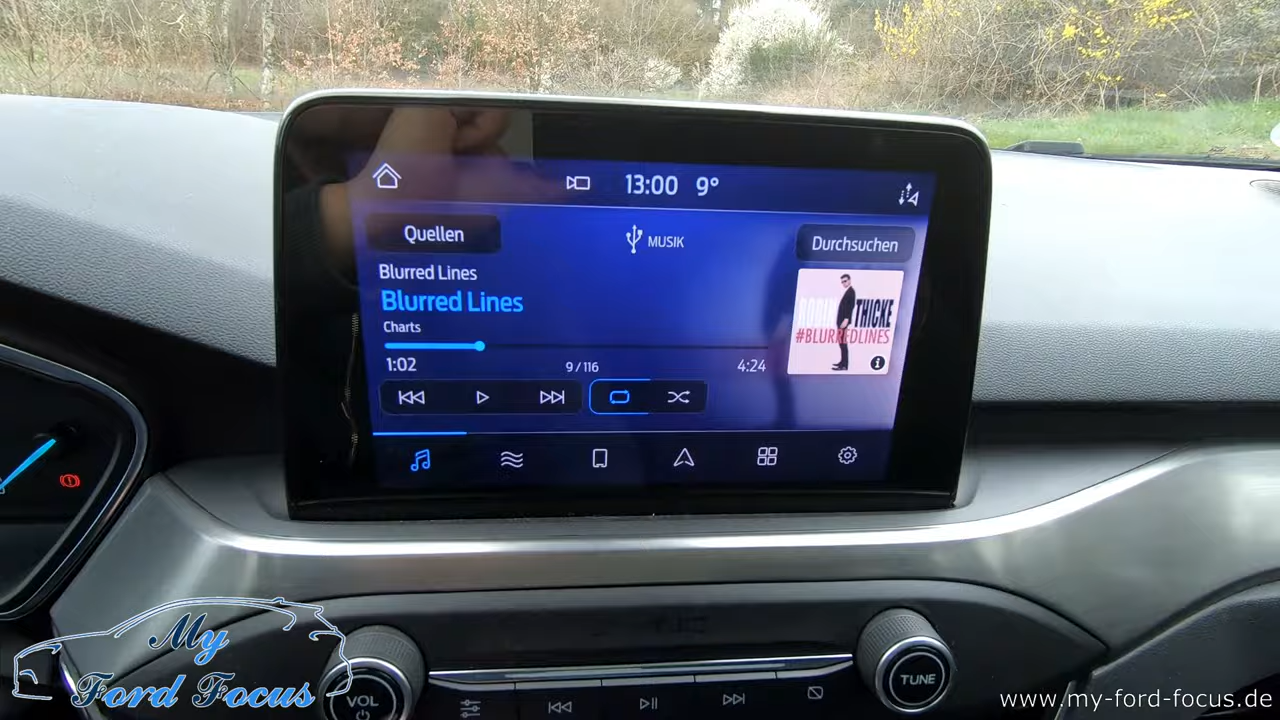 13:00 9°
Quellen
MUSIK
Durchsuchen
Blurred Lines
Blurred Lines
Charts
1:02
9/116
4:24
ROBIN THICKE
#BLURREDLINES
VOL
TUNE
My
Ford Focus
www.my-ford-focus.de